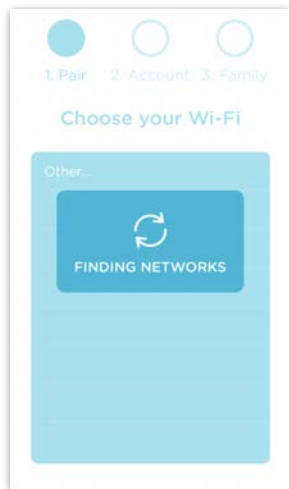 1. Pair 2. Account 3. Family
Choose your Wi-Fi
Other...
FINDING NETWORKS